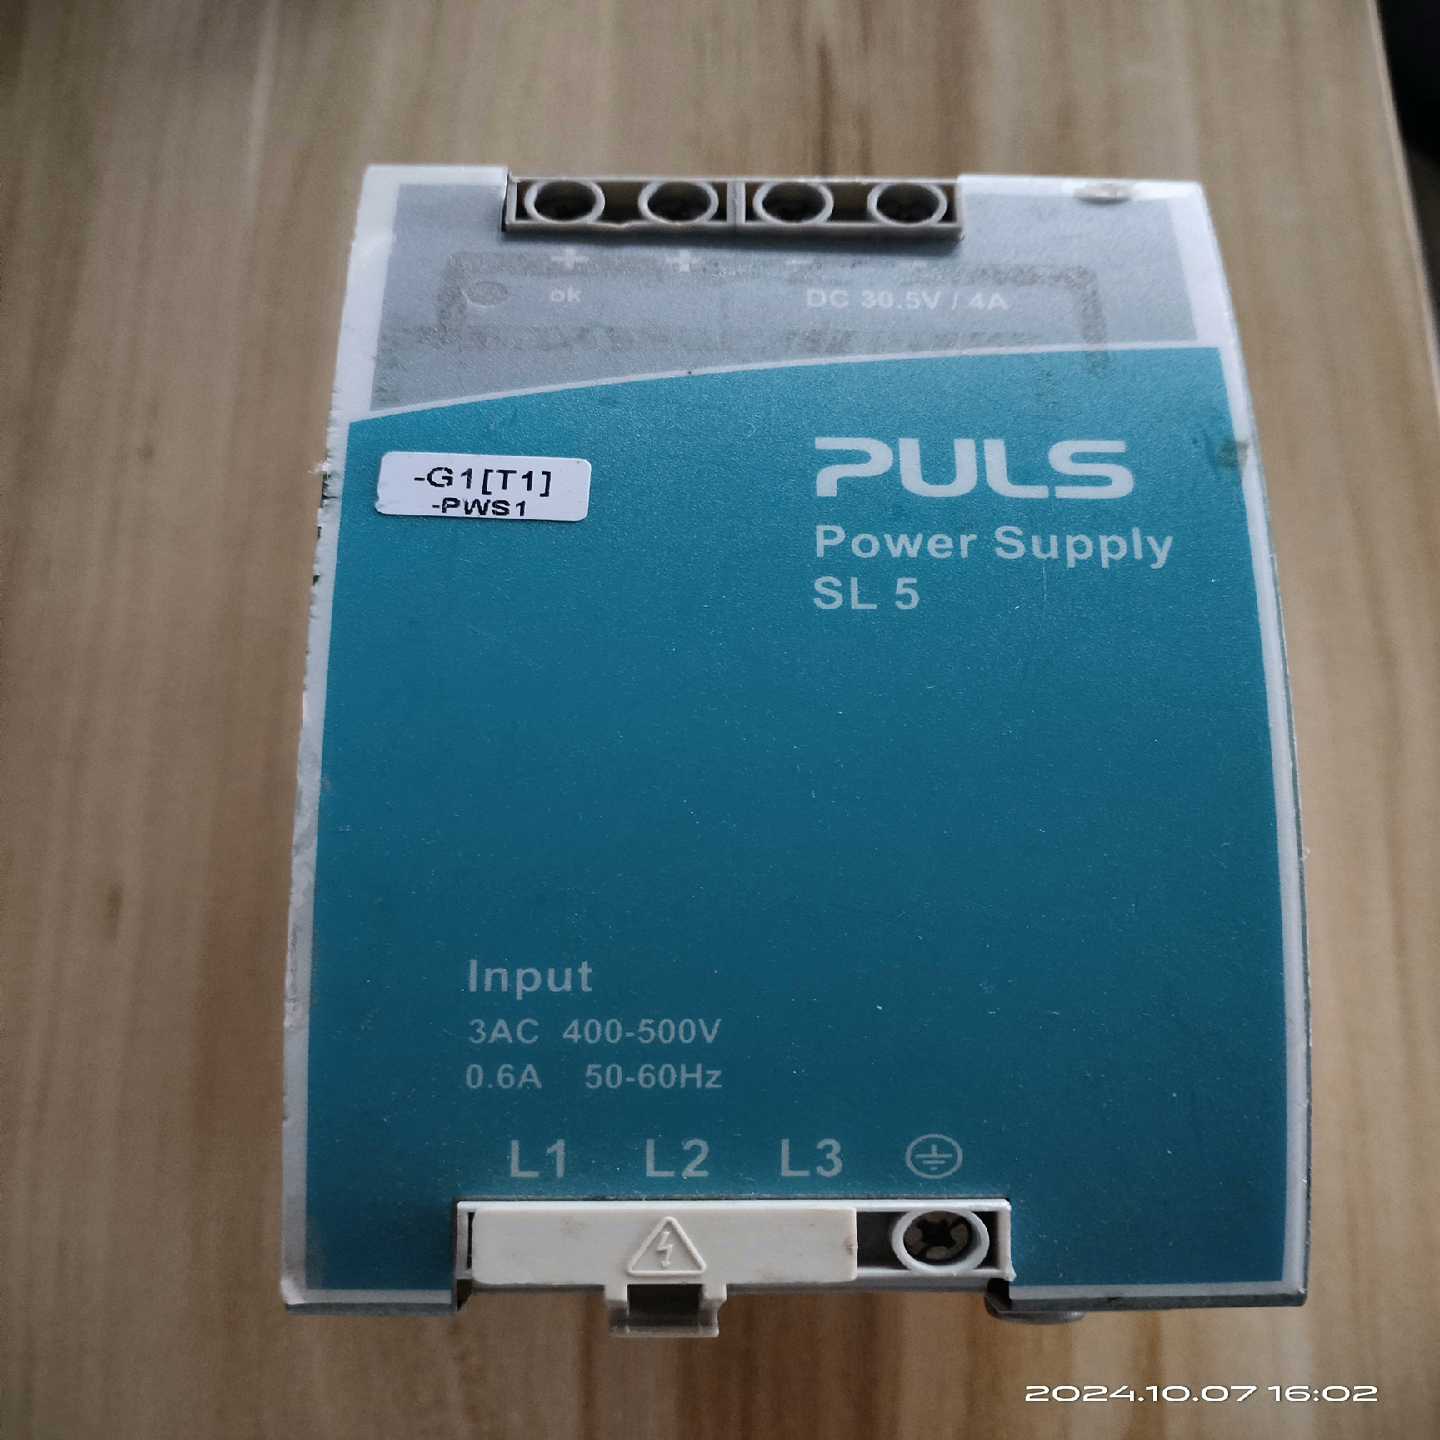 + + - -
ok DC 30.5V / 4A
-G1[T1]
-PWS1
PULS
Power Supply
SL 5
Input
3AC 400-500V
0.6A 50-60Hz
L1 L2 L3
2024.10.07 16:02